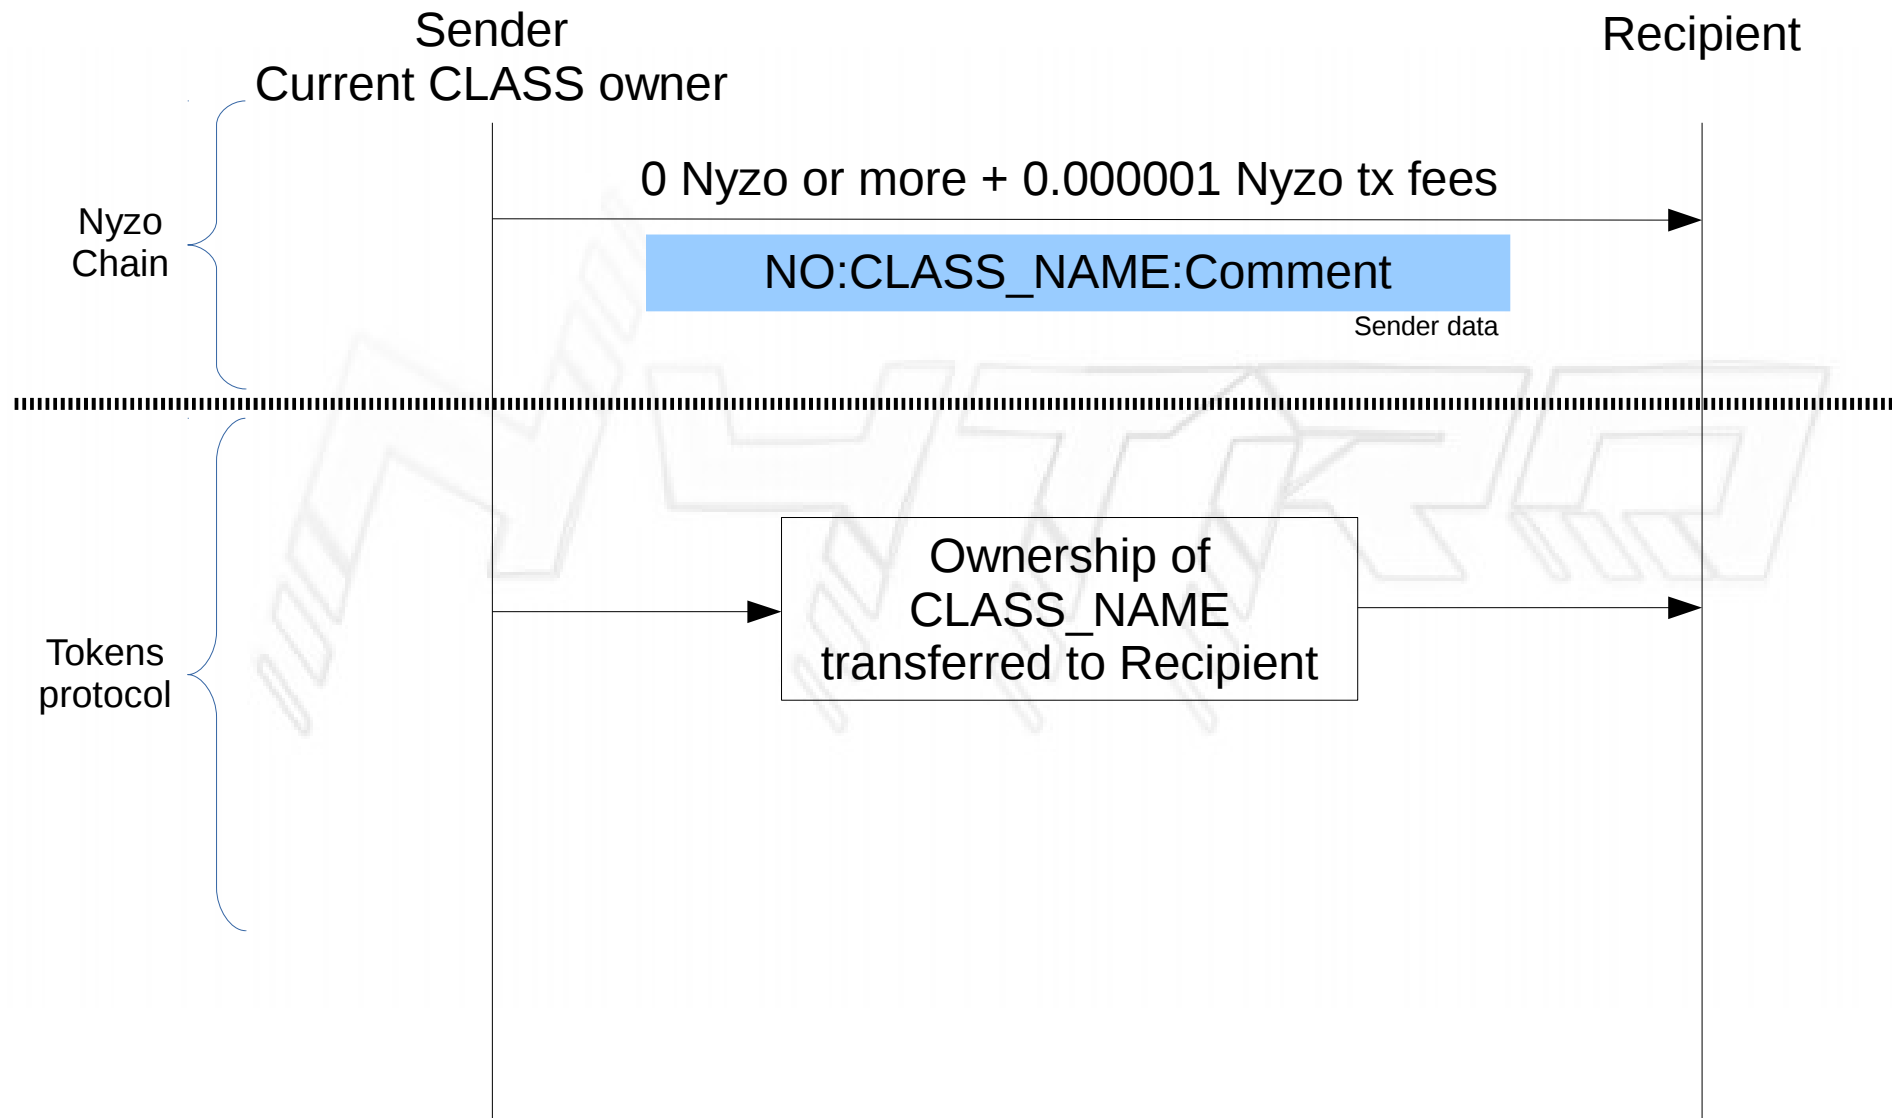 Sender
Current CLASS owner
Recipient
0 Nyzo or more + 0.000001 Nyzo tx fees
Nyzo
Chain
NO:CLASS_NAME:Comment
Sender data
NYTRO
Ownership of
CLASS_NAME
transferred to Recipient
Tokens
protocol